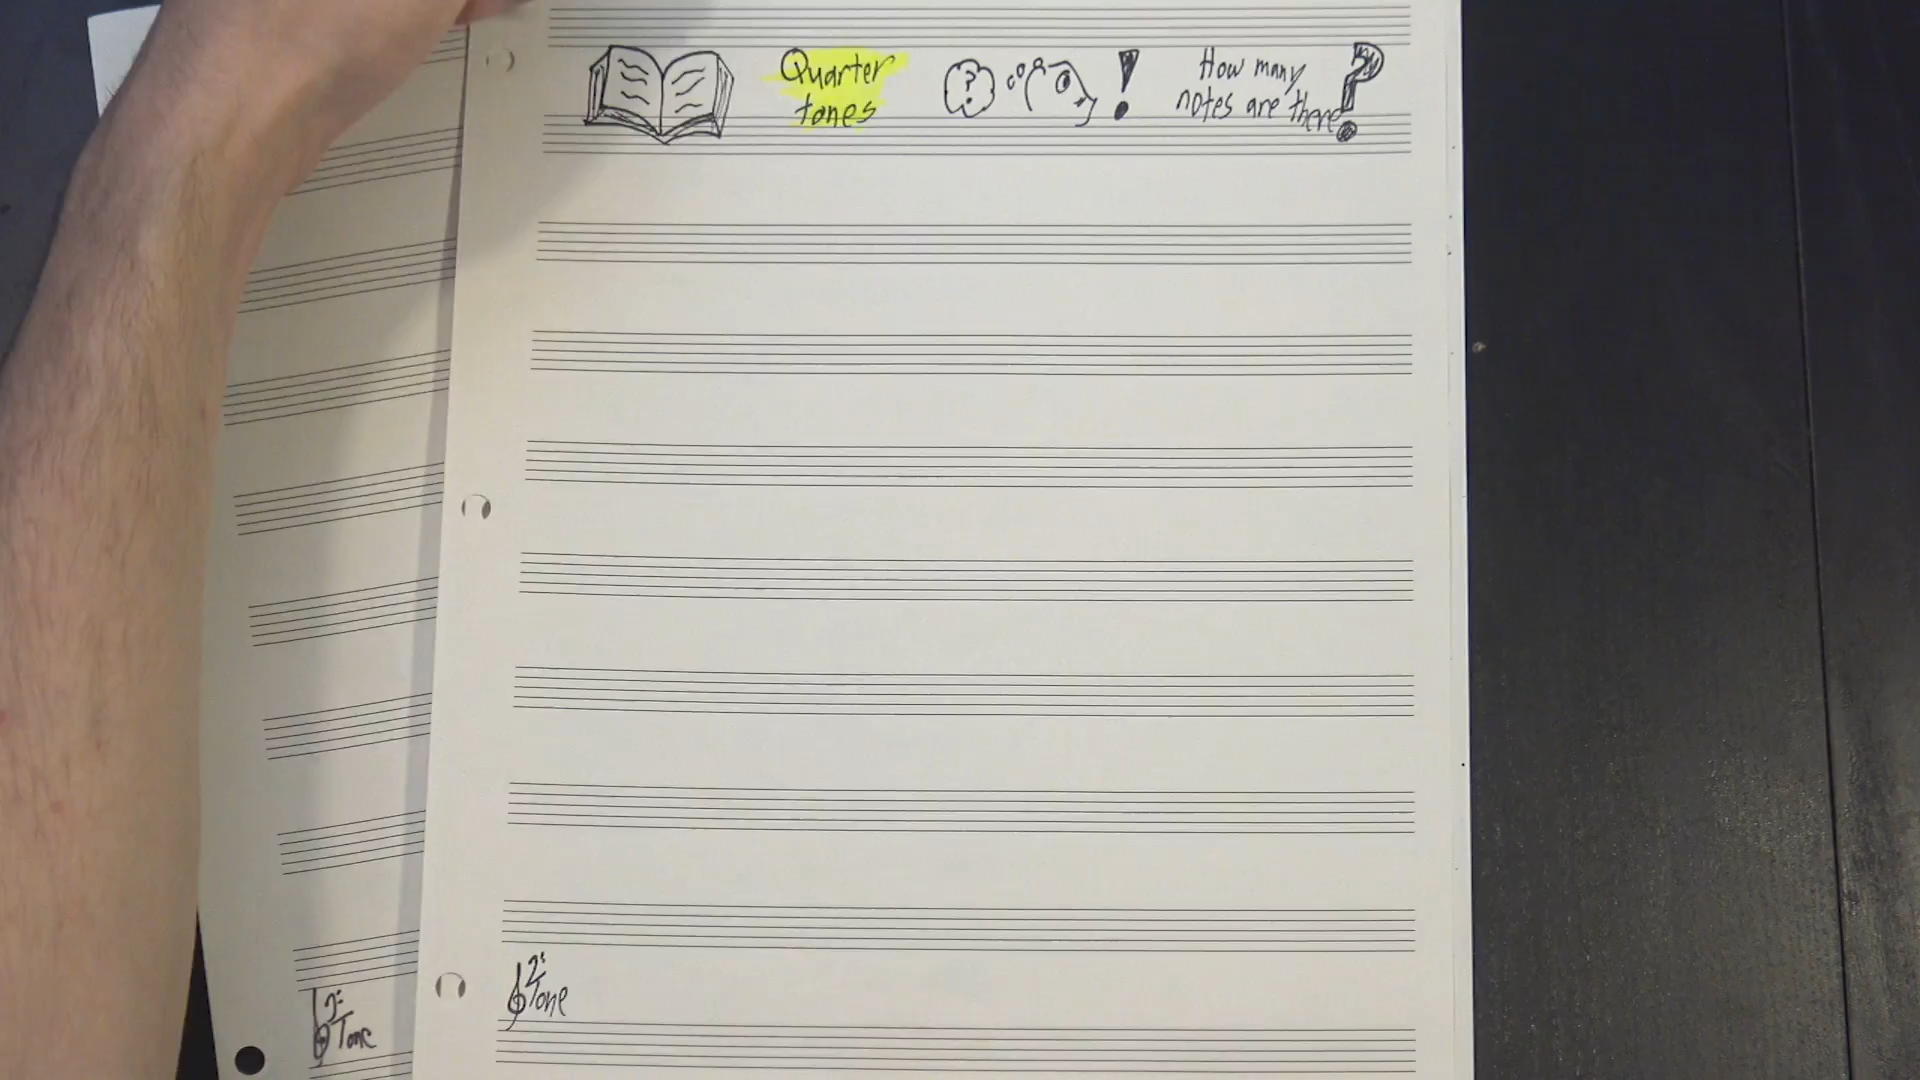 Quarter
tones
?
!
How many
notes are there?
Tone
Tone